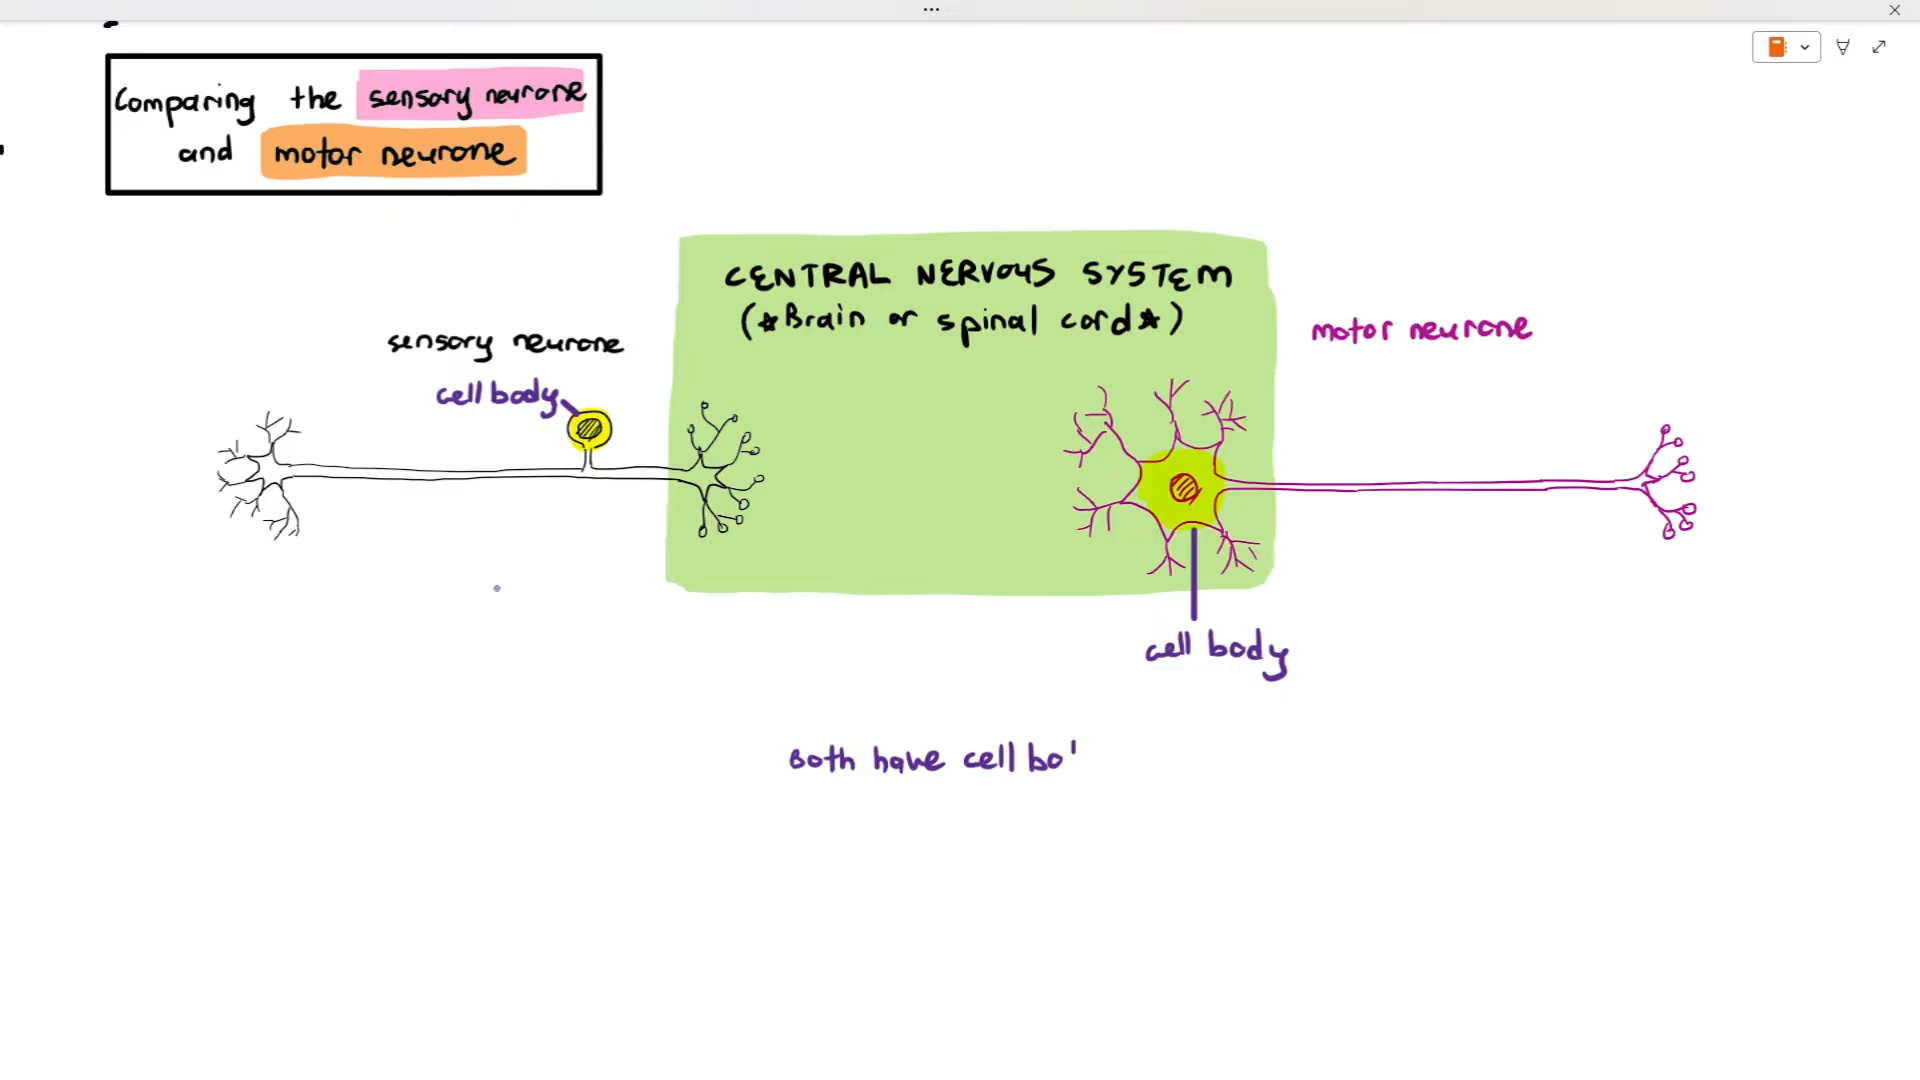 Comparing the sensory neurone
and motor neurone
CENTRAL NERVOUS SYSTEM
(*Brain or spinal cord*)
sensory neurone
motor neurone
cell body
cell body
Both have cell bo